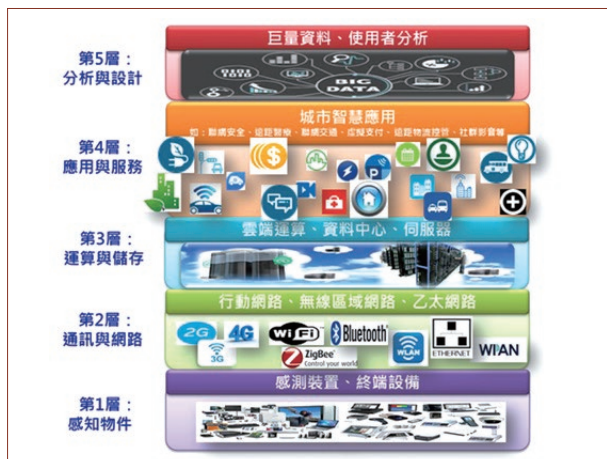 第5層：
分析與設計
巨量資料、使用者分析
BIG
DATA
第4層：
應用與服務
城市智慧應用
如：聯網安全、遠距醫療、聯網交通、虛擬支付、遠距物流控管、社群影音等
第3層：
運算與儲存
雲端運算、資料中心、伺服器
第2層：
通訊與網路
行動網路、無線區域網路、乙太網路
2G
4G
WiFi
Bluetooth
3G
ZigBee
Control your world
WLAN
ETHERNET
WPAN
第1層：
感知物件
感測裝置、終端設備